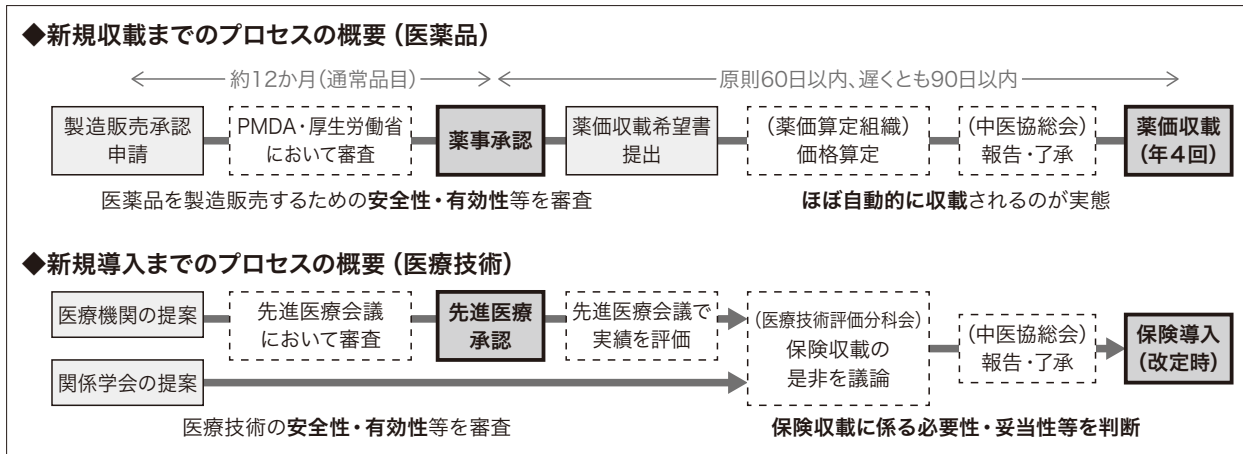 ◆新規収載までのプロセスの概要（医薬品）
約12か月（通常品目）
原則60日以内、遅くとも90日以内
製造販売承認
申請
PMDA・厚生労働省
において審査
薬事承認
薬価収載希望書
提出
（薬価算定組織）
価格算定
（中医協総会）
報告・了承
薬価収載
（年４回）
医薬品を製造販売するための安全性・有効性等を審査
ほぼ自動的に収載されるのが実態
◆新規導入までのプロセスの概要（医療技術）
医療機関の提案
先進医療会議
において審査
先進医療
承認
先進医療会議で
実績を評価
関係学会の提案
（医療技術評価分科会）
保険収載の
是非を議論
（中医協総会）
報告・了承
保険導入
（改定時）
医療技術の安全性・有効性等を審査
保険収載に係る必要性・妥当性等を判断